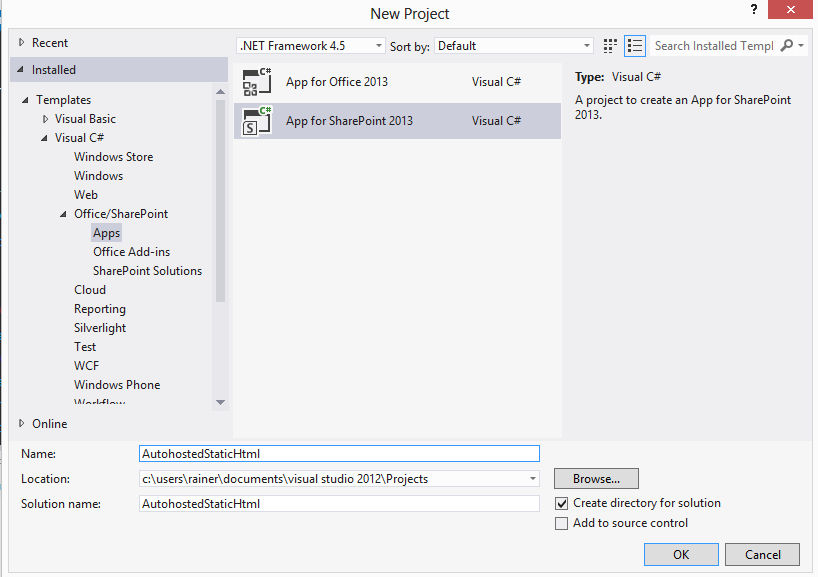 New Project
?
Recent
Installed
Templates
Visual Basic
Visual C#
Windows Store
Windows
Web
Office/SharePoint
Apps
Office Add-ins
SharePoint Solutions
Cloud
Reporting
Silverlight
Test
WCF
Windows Phone
Workflow
Online
.NET Framework 4.5
Sort by: Default
Search Installed Templ
C# App for Office 2013 Visual C#
C# App for SharePoint 2013 Visual C#
S
Type: Visual C#
A project to create an App for SharePoint
2013.
Name: AutohostedStaticHtml
Location: c:\users\rainer\documents\visual studio 2012\Projects
Browse...
Solution name: AutohostedStaticHtml
Create directory for solution
Add to source control
OK
Cancel